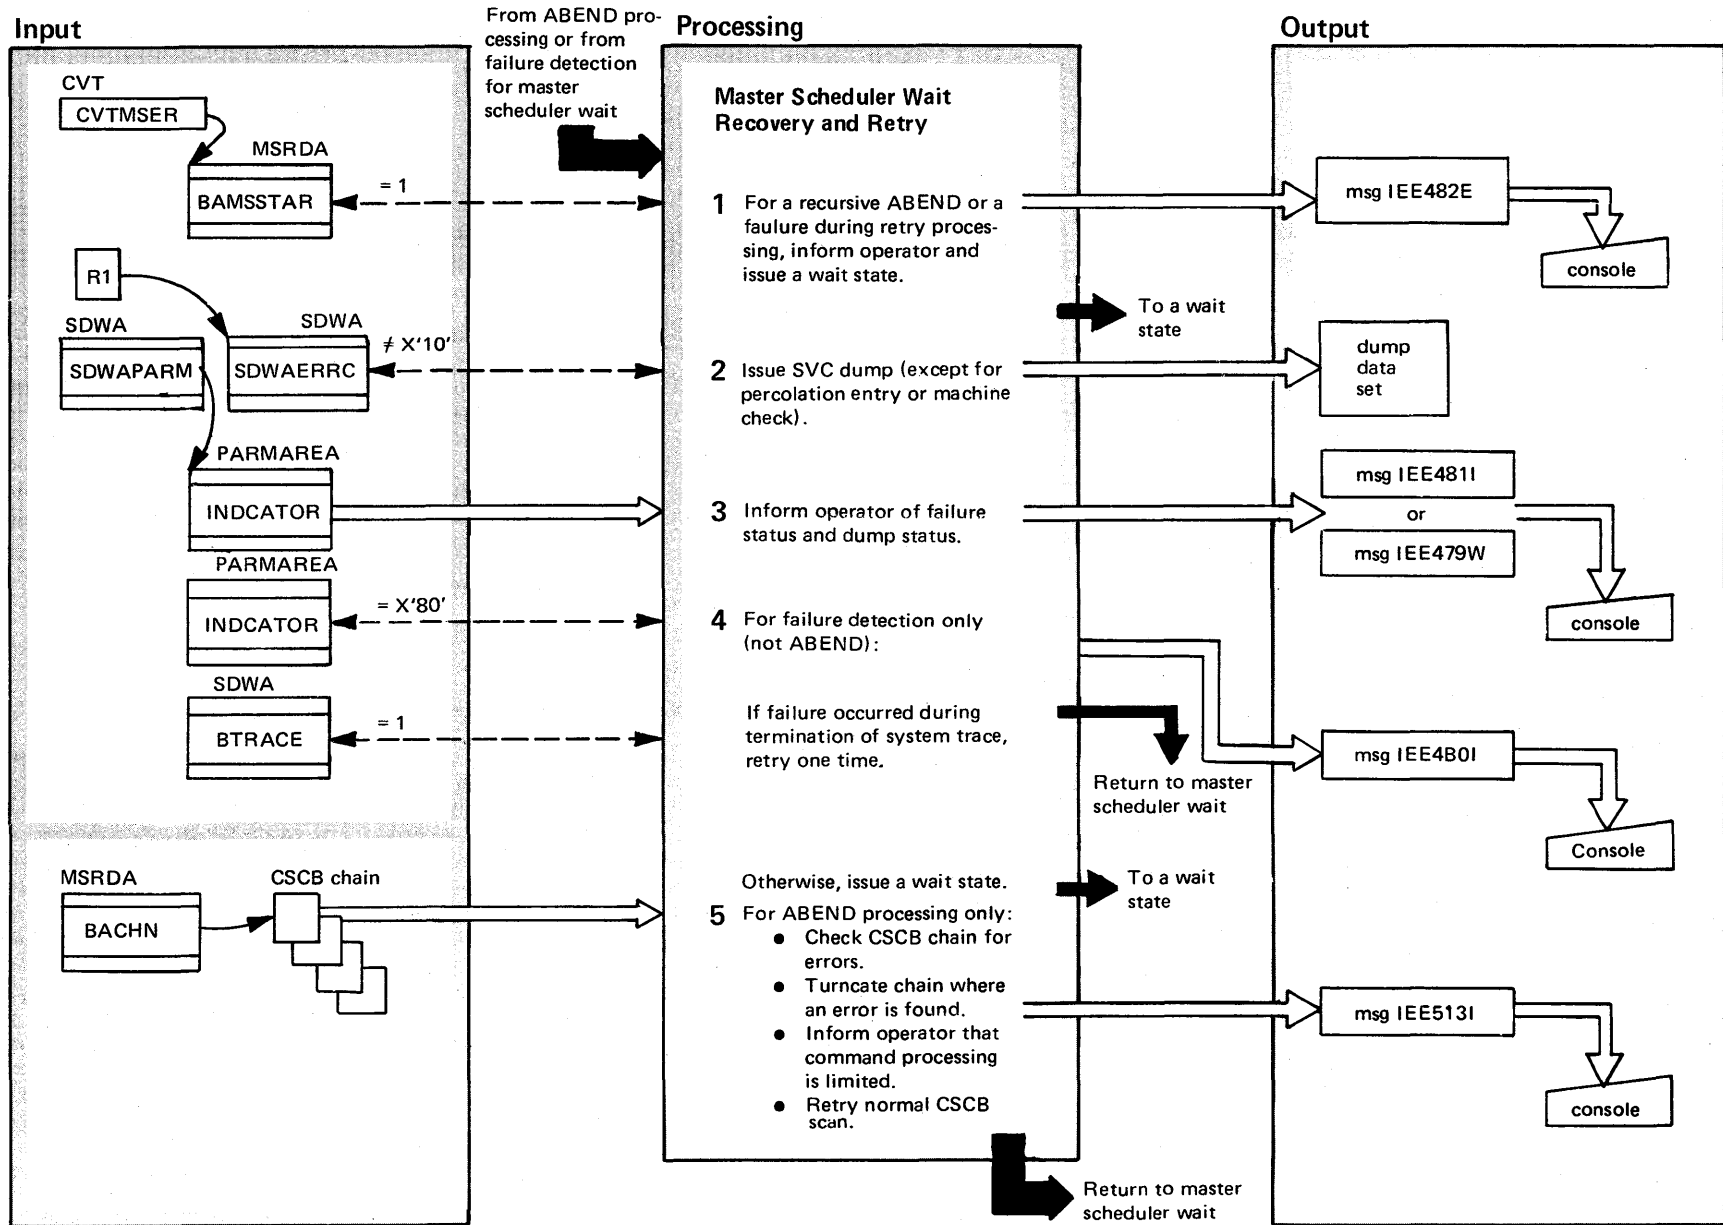 Input
From ABEND pro-
cessing or from
failure detection
for master
scheduler wait
Processing
Output
CVT
CVTMSER
MSRDA
BAMSSTAR
= 1
R1
SDWA
SDWAPARM
SDWA
SDWAERRC
≠ X'10'
PARMAREA
INDCATOR
PARMAREA
INDCATOR
= X'80'
SDWA
BTRACE
= 1
MSRDA
BACHN
CSCB chain
Master Scheduler Wait
Recovery and Retry
1 For a recursive ABEND or a
faulure during retry proces-
sing, inform operator and
issue a wait state.
To a wait
state
2 Issue SVC dump (except for
percolation entry or machine
check).
3 Inform operator of failure
status and dump status.
4 For failure detection only
(not ABEND):
If failure occurred during
termination of system trace,
retry one time.
Return to master
scheduler wait
Otherwise, issue a wait state.
To a wait
state
5 For ABEND processing only:
● Check CSCB chain for
errors.
● Turncate chain where
an error is found.
● Inform operator that
command processing
is limited.
● Retry normal CSCB
scan.
Return to master
scheduler wait
msg IEE482E
console
dump
data
set
msg IEE481I
or
msg IEE479W
console
msg IEE4B0I
Console
msg IEE513I
console